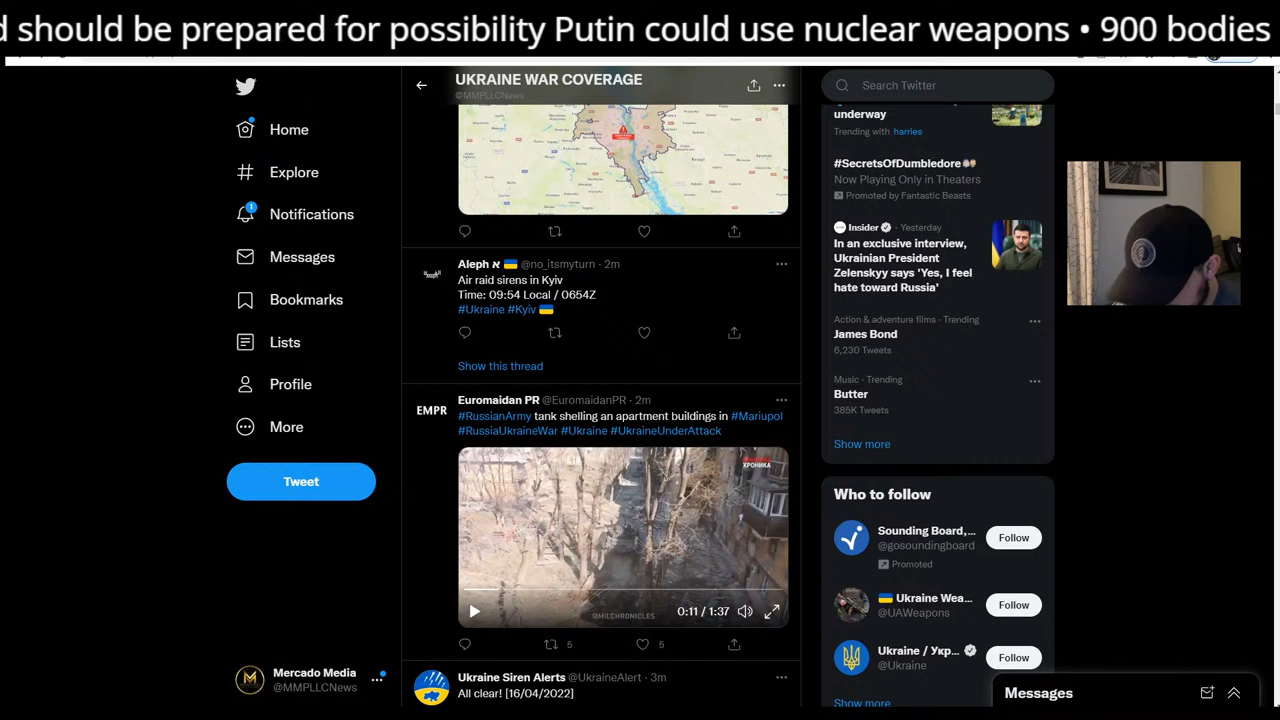 d should be prepared for possibility Putin could use nuclear weapons • 900 bodies
UKRAINE WAR COVERAGE
@MMPLLCNews
Home
Explore
1
Notifications
Messages
Bookmarks
Lists
Profile
More
Tweet
Mercado Media
@MMPLLCNews
Aleph א @no_itsmyturn · 2m
Air raid sirens in Kyiv
Time: 09:54 Local / 0654Z
#Ukraine #Kyiv
Show this thread
EMPR
Euromaidan PR @EuromaidanPR · 2m
#RussianArmy tank shelling an apartment buildings in #Mariupol
#RussiaUkraineWar #Ukraine #UkraineUnderAttack
ХРОНИКА
@MILCHRONICLES
0:11 / 1:37
5
5
Ukraine Siren Alerts @UkraineAlert · 3m
All clear! [16/04/2022]
Search Twitter
underway
Trending with harries
#SecretsOfDumbledore
Now Playing Only in Theaters
Promoted by Fantastic Beasts
Insider · Yesterday
In an exclusive interview,
Ukrainian President
Zelenskyy says 'Yes, I feel
hate toward Russia'
Action & adventure films · Trending
James Bond
6,230 Tweets
Music · Trending
Butter
385K Tweets
Show more
Who to follow
Sounding Board,...
@gosoundingboard
Promoted
Follow
Ukraine Wea...
@UAWeapons
Follow
Ukraine / Укр...
@Ukraine
Follow
Show more
Messages